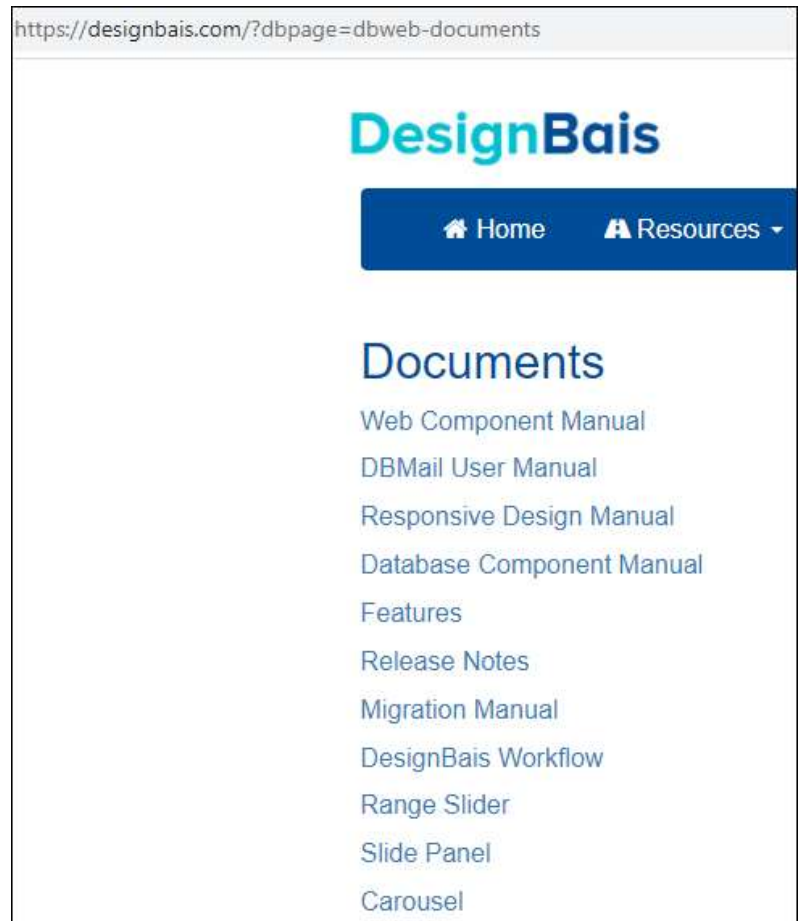 https://designbais.com/?dbpage=dbweb-documents
DesignBais
Home Resources
Documents
Web Component Manual
DBMail User Manual
Responsive Design Manual
Database Component Manual
Features
Release Notes
Migration Manual
DesignBais Workflow
Range Slider
Slide Panel
Carousel